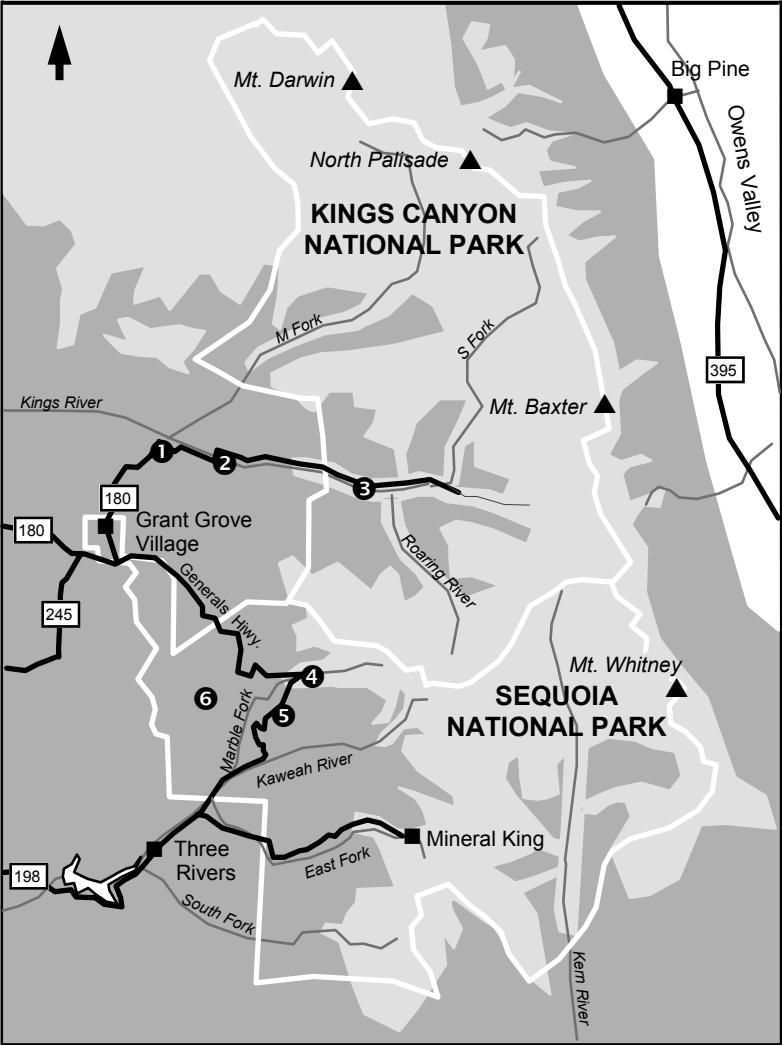 Mt. Darwin
Big Pine
Owens Valley
North Palisade
KINGS CANYON
NATIONAL PARK
M Fork
S Fork
395
Kings River
Mt. Baxter
1
2
3
180
180
Grant Grove
Village
Roaring River
Generals Hwy.
245
4
Mt. Whitney
6
SEQUOIA
NATIONAL PARK
5
Marble Fork
Kaweah River
Mineral King
Three
Rivers
East Fork
198
South Fork
Kern River